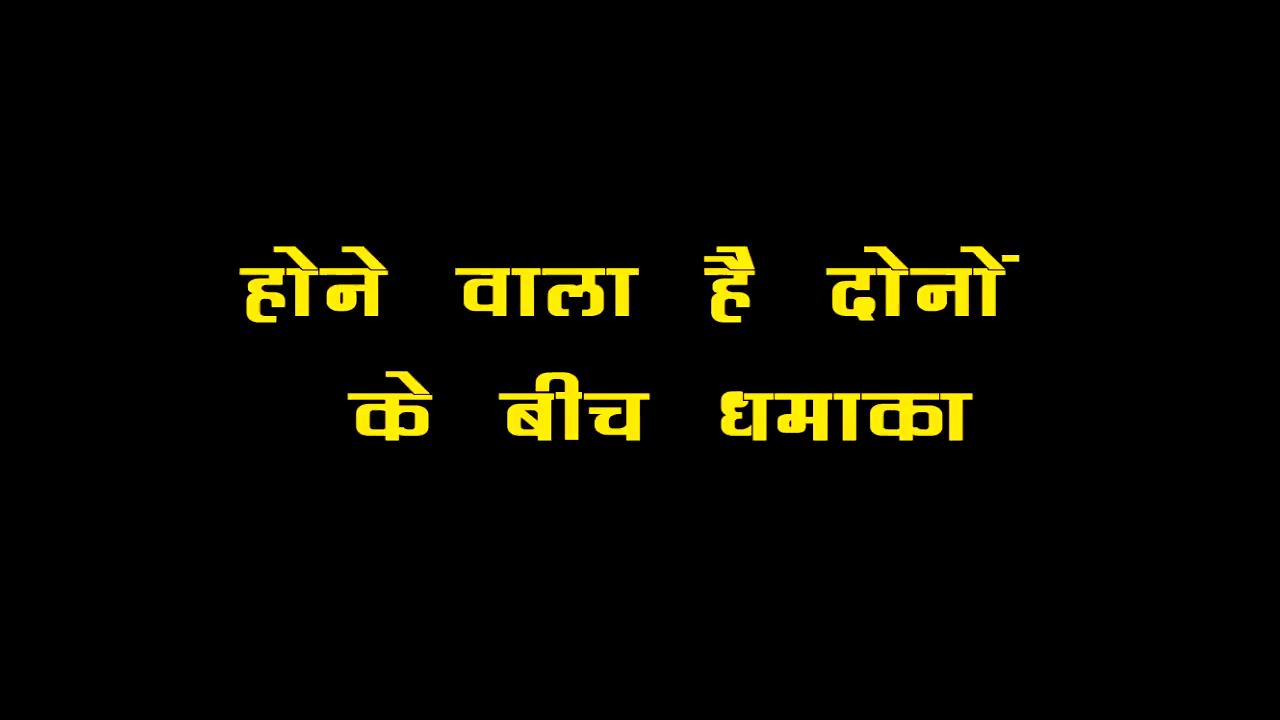 होने वाला है दोनों
के बीच धमाका